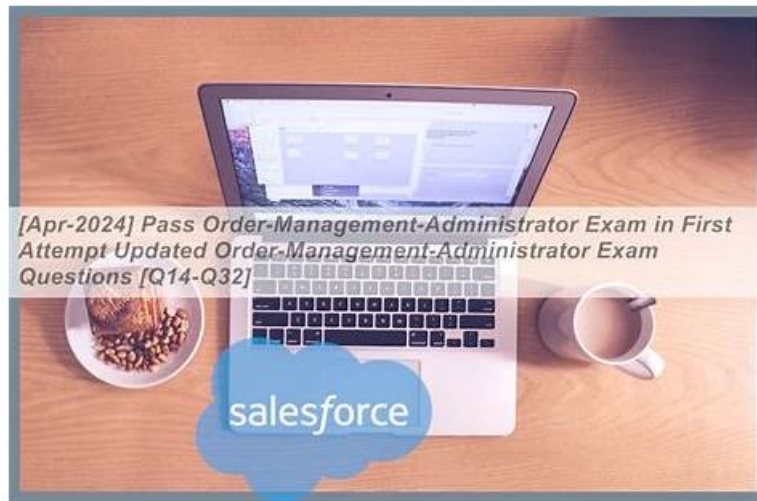 [Apr-2024] Pass Order-Management-Administrator Exam in First
Attempt Updated Order-Management-Administrator Exam
Questions [Q14-Q32]
salesforce